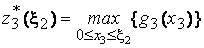 z₃*(ξ₂) = max {g₃(x₃)}
0≤x₃≤ξ₂